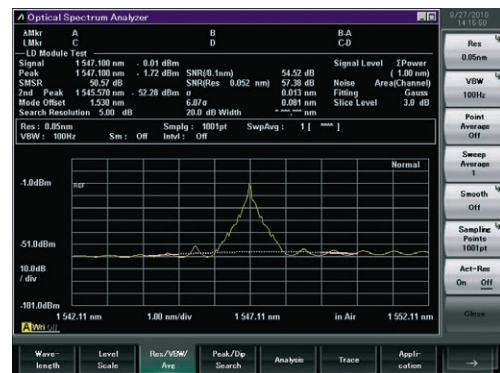 Optical Spectrum Analyzer
9/27/2010
14:15:50
λMkr A B B-A
LMkr C D C-D
LD Module Test
Signal 1 547.100 nm - 0.01 dBm Signal Level ΣPower
Peak 1 547.100 nm - 1.72 dBm SNR(/0.1nm) 54.52 dB ( 1.00 nm)
SMSR 50.57 dB SNR(Res 0.052 nm) 57.38 dB Noise Area(Channel)
2nd Peak 1 545.570 nm - 52.28 dBm σ 0.013 nm Fitting Gauss
Mode Offset 1.530 nm 6.07σ 0.081 nm Slice Level 3.0 dB
Search Resolution 5.00 dB 20.0 dB Width nm
Res : 0.05nm Smplg : 1001pt SwpAvg : 1 [ **** ]
VBW : 100Hz Sm : Off Intvl : Off
Normal
-1.0dBm
REF
-51.0dBm
10.0dB
/ div
-101.0dBm
1 542.11 nm 1.00 nm/div 1 547.11 nm in Air 1 552.11 nm
A Wri
Res
0.05nm
VBW
100Hz
Point
Average
Off
Sweep
Average
1
Smooth
Off
Sampling
Points
1001pt
Act-Res
On Off
Close
→
Wave-
length
Level
Scale
Res/VBW/
Avg
Peak/Dip
Search
Analysis
Trace
Appli-
cation